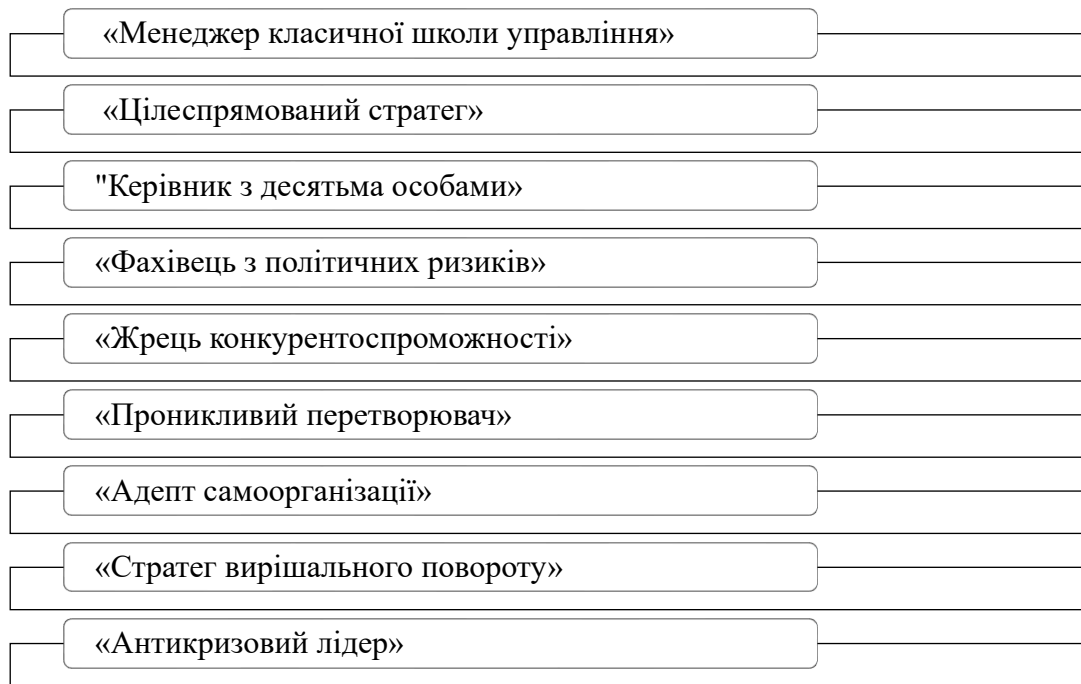 «Менеджер класичної школи управління»
«Цілеспрямований стратег»
"Керівник з десятьма особами»
«Фахівець з політичних ризиків»
«Жрець конкурентоспроможності»
«Проникливий перетворювач»
«Адепт самоорганізації»
«Стратег вирішального повороту»
«Антикризовий лідер»